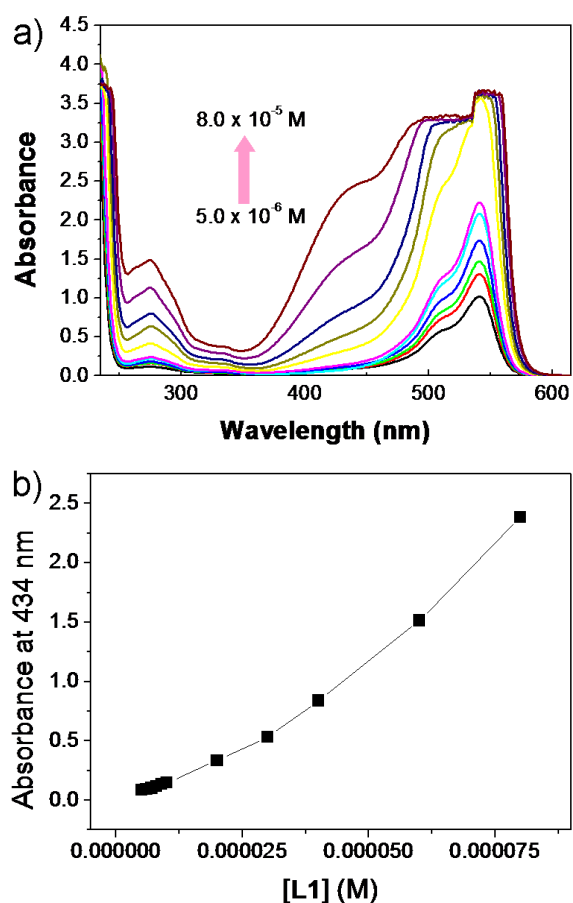 a)
4.5
4.0
3.5
3.0
2.5
2.0
1.5
1.0
0.5
0.0
Absorbance
8.0 x 10⁻⁵ M
5.0 x 10⁻⁶ M
300 400 500 600
Wavelength (nm)
b)
2.5
2.0
1.5
1.0
0.5
0.0
Absorbance at 434 nm
0.000000 0.000025 0.000050 0.000075
[L1] (M)